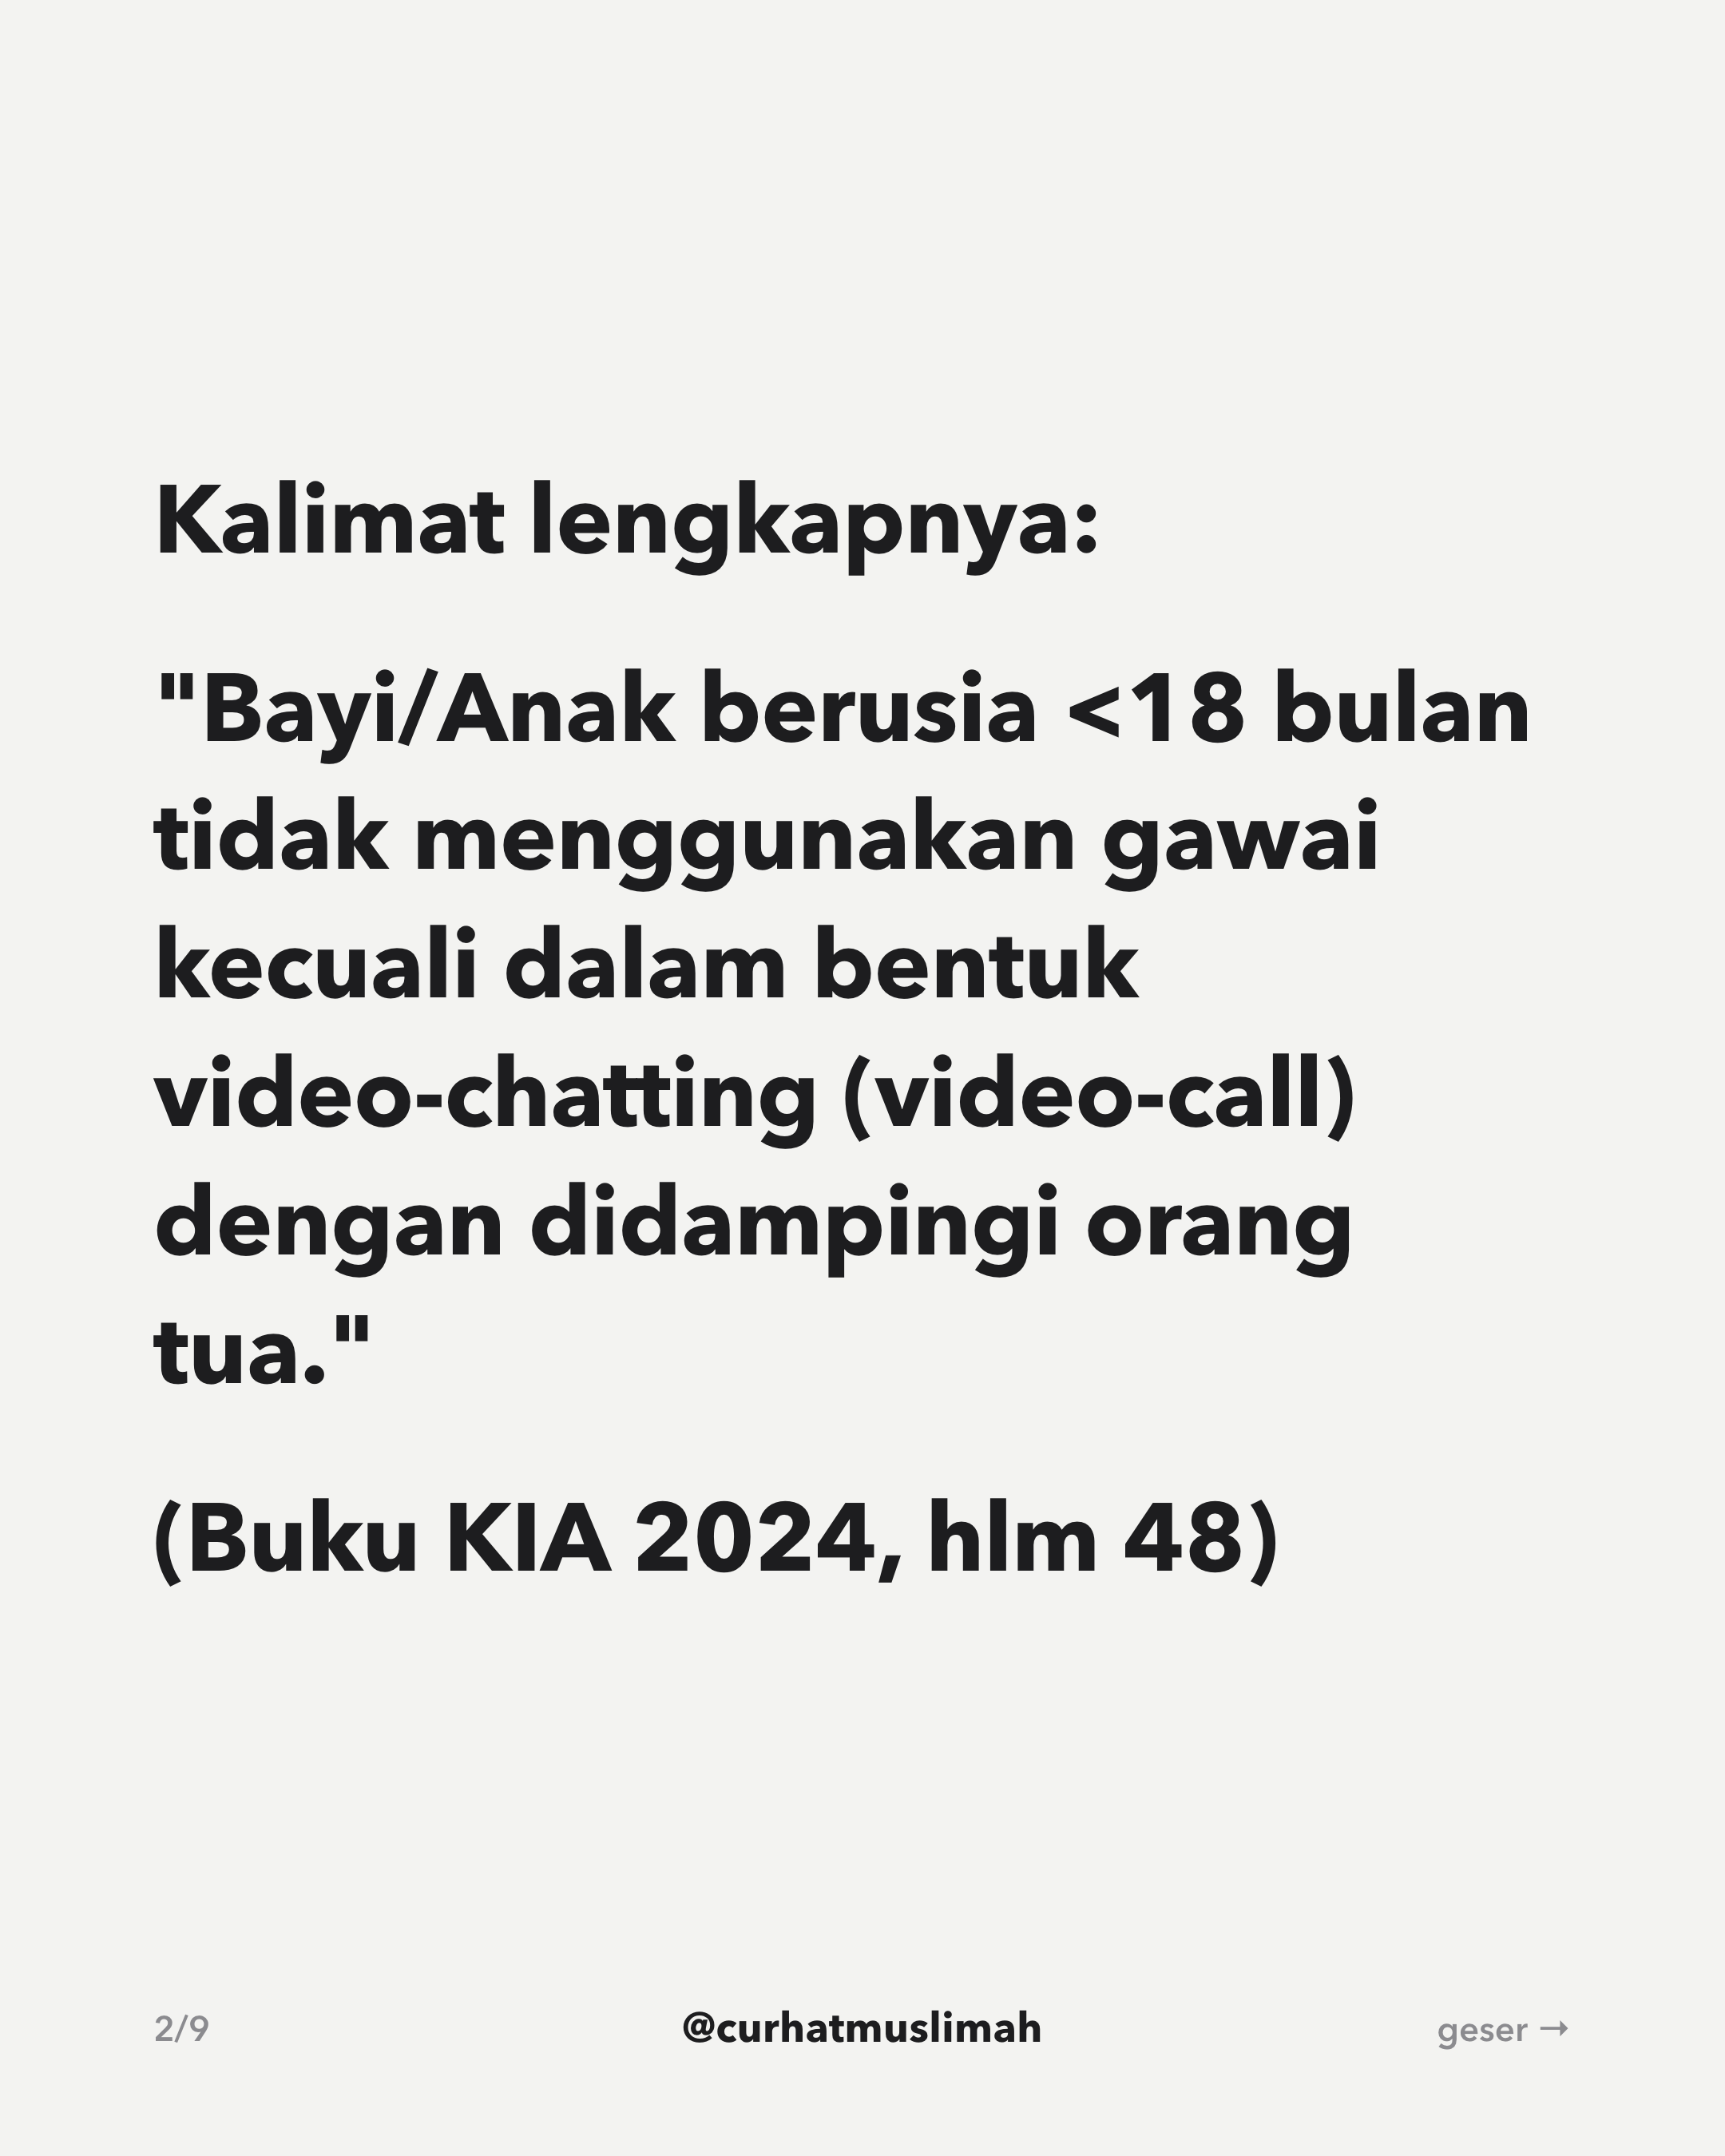 Kalimat lengkapnya:
"Bayi/Anak berusia <18 bulan
tidak menggunakan gawai
kecuali dalam bentuk
video-chatting (video-call)
dengan didampingi orang
tua."
(Buku KIA 2024, hlm 48)
2/9
@curhatmuslimah
geser →